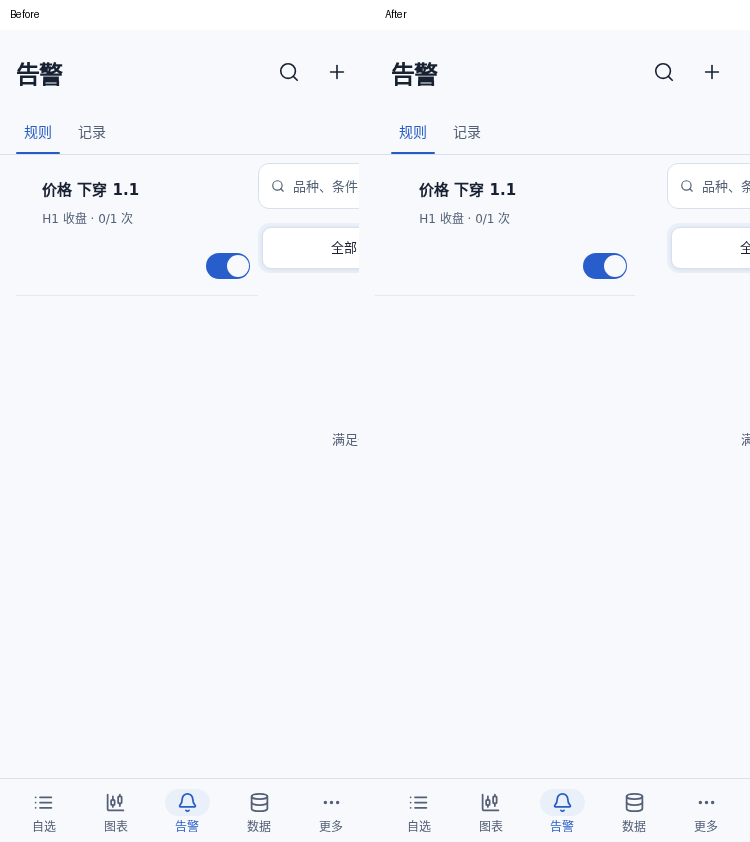 Before
告警
规则 记录
价格 下穿 1.1
H1 收盘 · 0/1 次
品种、条件
全部
满足
自选 图表 告警 数据 更多
After
告警
规则 记录
价格 下穿 1.1
H1 收盘 · 0/1 次
品种、条
全
满
自选 图表 告警 数据 更多